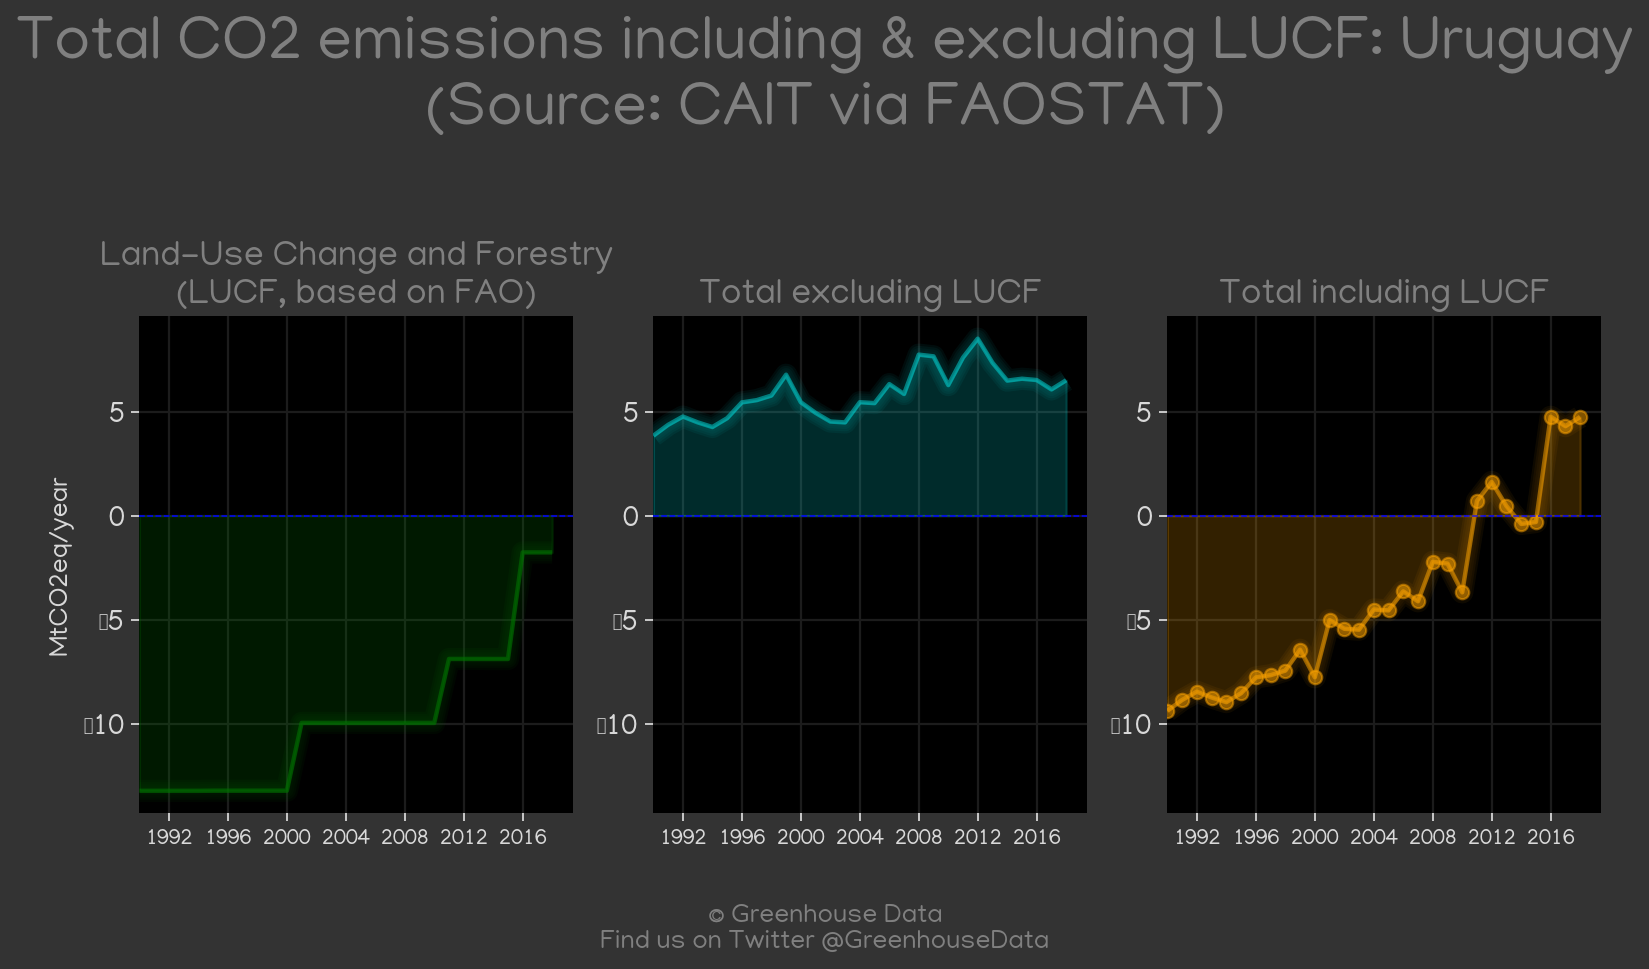 Total CO2 emissions including & excluding LUCF: Uruguay
(Source: CAIT via FAOSTAT)
Land-Use Change and Forestry
(LUCF, based on FAO)
Total excluding LUCF
Total including LUCF
MtCO2eq/year
5
0
▯5
▯10
1992 1996 2000 2004 2008 2012 2016
5
0
▯5
▯10
1992 1996 2000 2004 2008 2012 2016
5
0
▯5
▯10
1992 1996 2000 2004 2008 2012 2016
© Greenhouse Data
Find us on Twitter @GreenhouseData